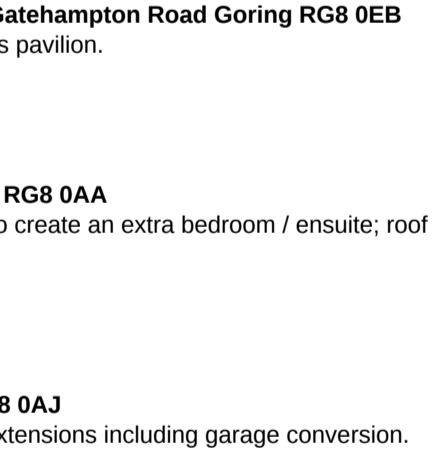 Gatehampton Road Goring RG8 0EB
s pavilion.
RG8 0AA
o create an extra bedroom / ensuite; roof
8 0AJ
xtensions including garage conversion.